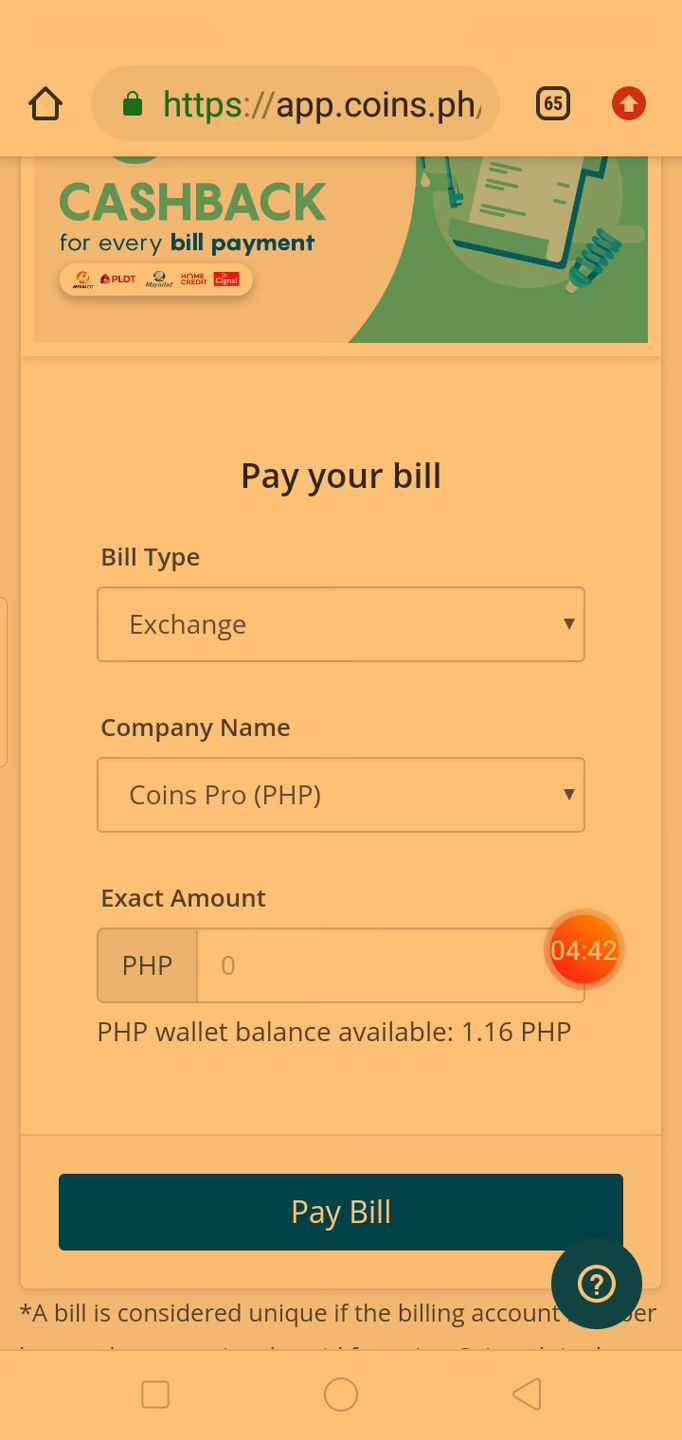 https://app.coins.ph/
65
CASHBACK
for every bill payment
PLDT
Maynilad
HOME
CREDIT
Cignal
Pay your bill
Bill Type
Exchange
Company Name
Coins Pro (PHP)
Exact Amount
PHP
0
04:42
PHP wallet balance available: 1.16 PHP
Pay Bill
?
*A bill is considered unique if the billing account